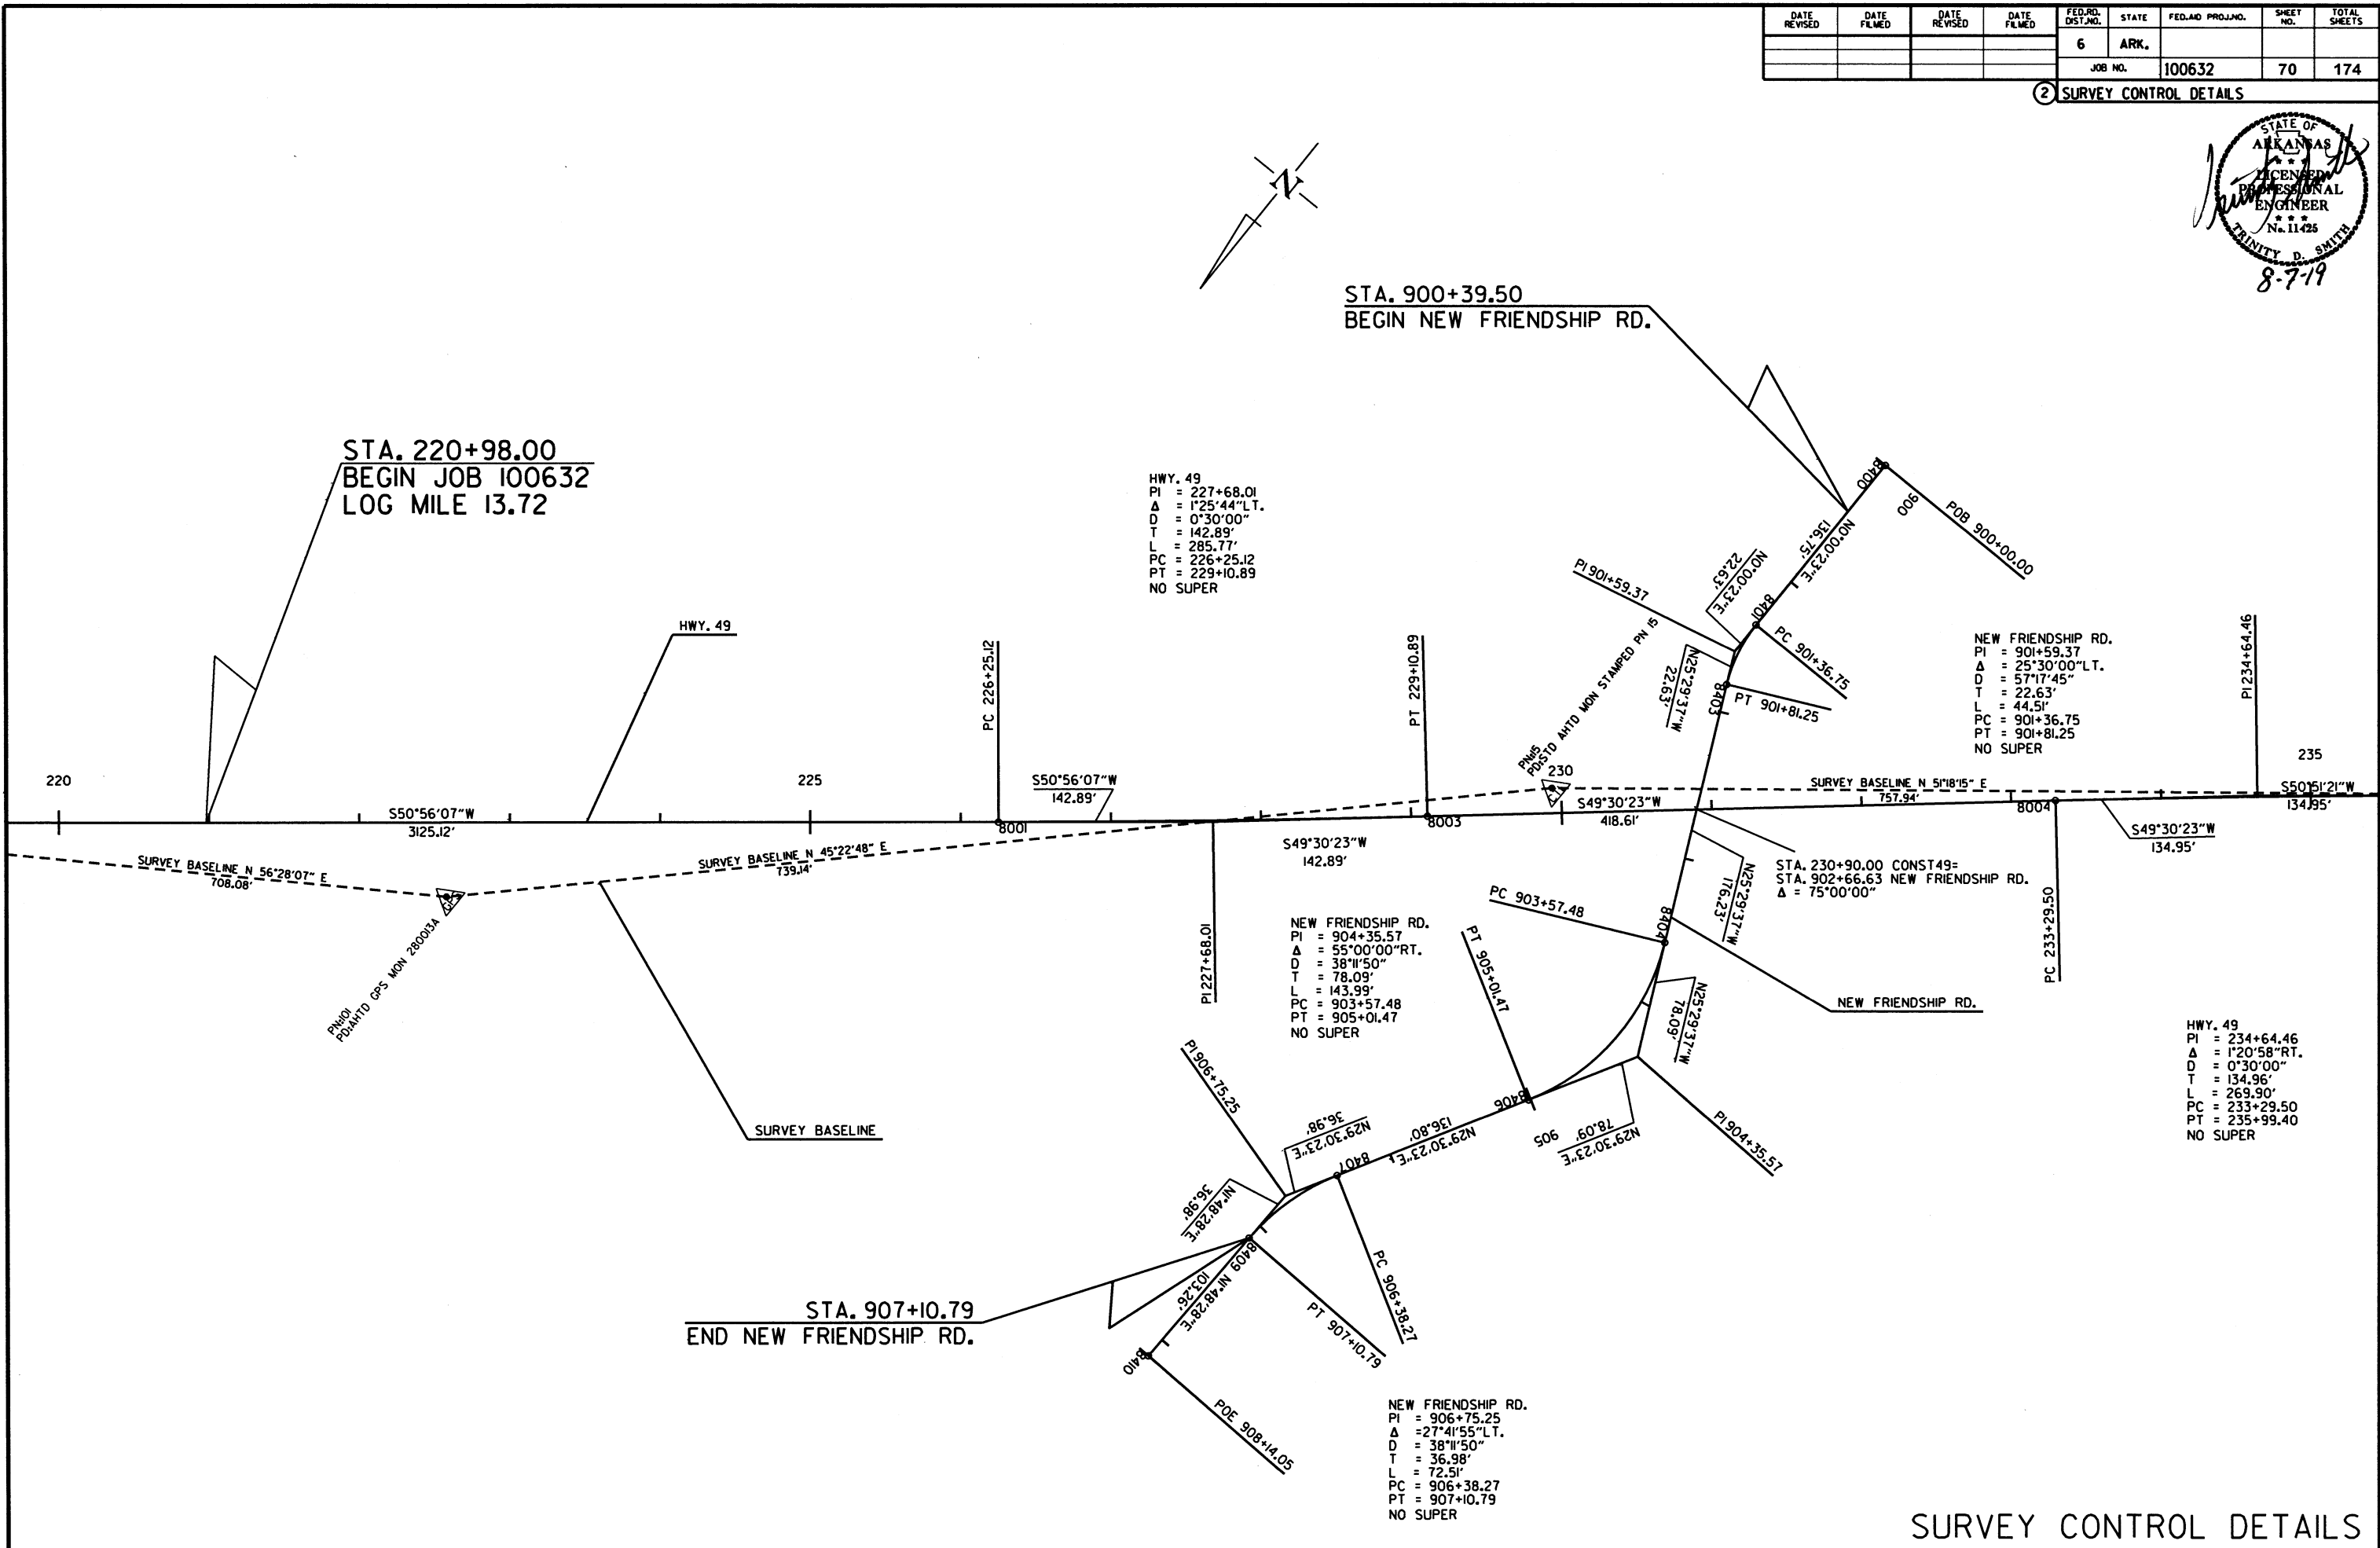 DATE REVISED
DATE FILMED
DATE REVISED
DATE FILMED
FED.RD. DIST.NO.
STATE
FED.AID PROJ.NO.
SHEET NO.
TOTAL SHEETS
6
ARK.
JOB NO.
100632
70
174
2
SURVEY CONTROL DETAILS
STATE OF
ARKANSAS
* * *
LICENSED
PROFESSIONAL
ENGINEER
* * *
No. 11425
TRINITY D. SMITH
8-7-19
N
STA. 900+39.50
BEGIN NEW FRIENDSHIP RD.
STA. 220+98.00
BEGIN JOB 100632
LOG MILE 13.72
HWY. 49
PI = 227+68.01
Δ = 1°25'44"LT.
D = 0°30'00"
T = 142.89'
L = 285.77'
PC = 226+25.12
PT = 229+10.89
NO SUPER
8400
900
POB 900+00.00
136.75'
N0°00'23"E
22.63'
N0°00'23"E
PI 901+59.37
8401
PC 901+36.75
N25°29'37"W
22.63'
8403
PT 901+81.25
NEW FRIENDSHIP RD.
PI = 901+59.37
Δ = 25°30'00"LT.
D = 57°17'45"
T = 22.63'
L = 44.51'
PC = 901+36.75
PT = 901+81.25
NO SUPER
PI 234+64.46
HWY. 49
PC 226+25.12
PT 229+10.89
PN:15
PD:STD AHTD MON STAMPED PN 15
220
225
230
235
S50°56'07"W
3125.12'
S50°56'07"W
142.89'
8001
8003
S49°30'23"W
418.61'
SURVEY BASELINE N 51°18'15" E
757.94'
8004
S50°51'21"W
134.95'
S49°30'23"W
134.95'
S49°30'23"W
142.89'
SURVEY BASELINE N 56°28'07" E
708.08'
SURVEY BASELINE N 45°22'48" E
739.14'
GPS
PN:101
PD:AHTD GPS MON 280013A
STA. 230+90.00 CONST49=
STA. 902+66.63 NEW FRIENDSHIP RD.
Δ = 75°00'00"
N25°29'37"W
176.23'
PC 233+29.50
PI 227+68.01
PC 903+57.48
8404
NEW FRIENDSHIP RD.
PI = 904+35.57
Δ = 55°00'00"RT.
D = 38°11'50"
T = 78.09'
L = 143.99'
PC = 903+57.48
PT = 905+01.47
NO SUPER
PT 905+01.47
N25°29'37"W
78.09'
NEW FRIENDSHIP RD.
HWY. 49
PI = 234+64.46
Δ = 1°20'58"RT.
D = 0°30'00"
T = 134.96'
L = 269.90'
PC = 233+29.50
PT = 235+99.40
NO SUPER
SURVEY BASELINE
PI 906+75.25
8406
905
N29°30'23"E
78.09'
PI 904+35.57
N29°30'23"E
136.80'
N29°30'23"E
36.98'
8407
N1°48'28"E
36.98'
8409
N1°48'28"E
103.26'
PC 906+38.27
PT 907+10.79
STA. 907+10.79
END NEW FRIENDSHIP RD.
8410
POE 908+14.05
NEW FRIENDSHIP RD.
PI = 906+75.25
Δ =27°41'55"LT.
D = 38°11'50"
T = 36.98'
L = 72.51'
PC = 906+38.27
PT = 907+10.79
NO SUPER
SURVEY CONTROL DETAILS